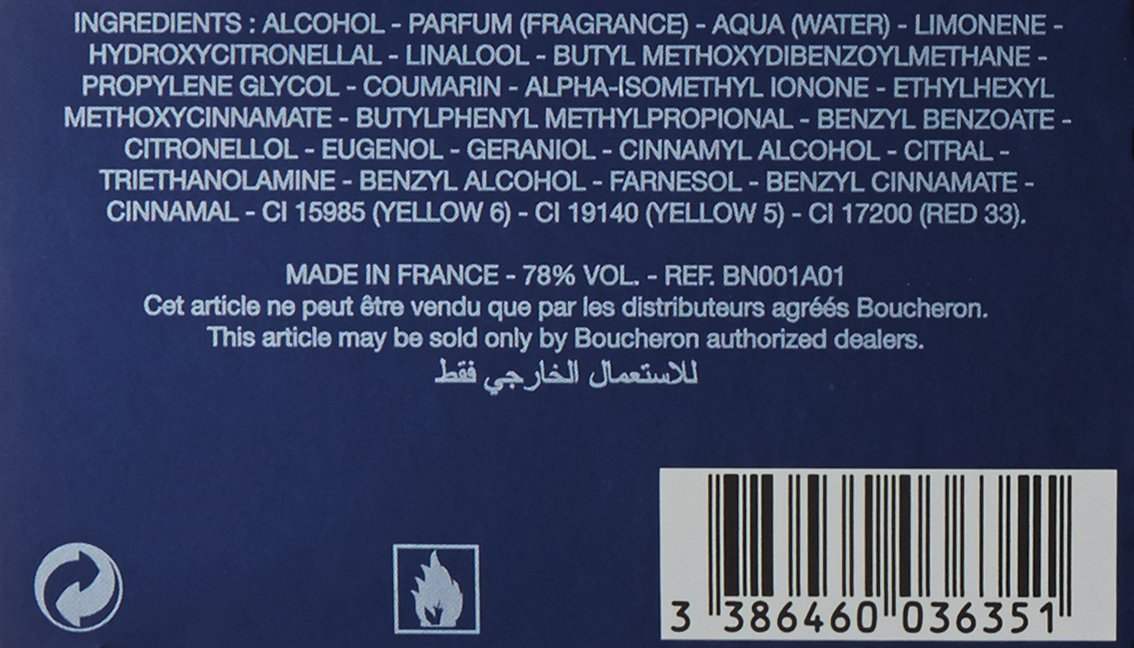 INGREDIENTS : ALCOHOL - PARFUM (FRAGRANCE) - AQUA (WATER) - LIMONENE -
HYDROXYCITRONELLAL - LINALOOL - BUTYL METHOXYDIBENZOYLMETHANE -
PROPYLENE GLYCOL - COUMARIN - ALPHA-ISOMETHYL IONONE - ETHYLHEXYL
METHOXYCINNAMATE - BUTYLPHENYL METHYLPROPIONAL - BENZYL BENZOATE -
CITRONELLOL - EUGENOL - GERANIOL - CINNAMYL ALCOHOL - CITRAL -
TRIETHANOLAMINE - BENZYL ALCOHOL - FARNESOL - BENZYL CINNAMATE -
CINNAMAL - CI 15985 (YELLOW 6) - CI 19140 (YELLOW 5) - CI 17200 (RED 33).
MADE IN FRANCE - 78% VOL. - REF. BN001A01
Cet article ne peut être vendu que par les distributeurs agréés Boucheron.
This article may be sold only by Boucheron authorized dealers.
للاستعمال الخارجي فقط
3 386460 036351